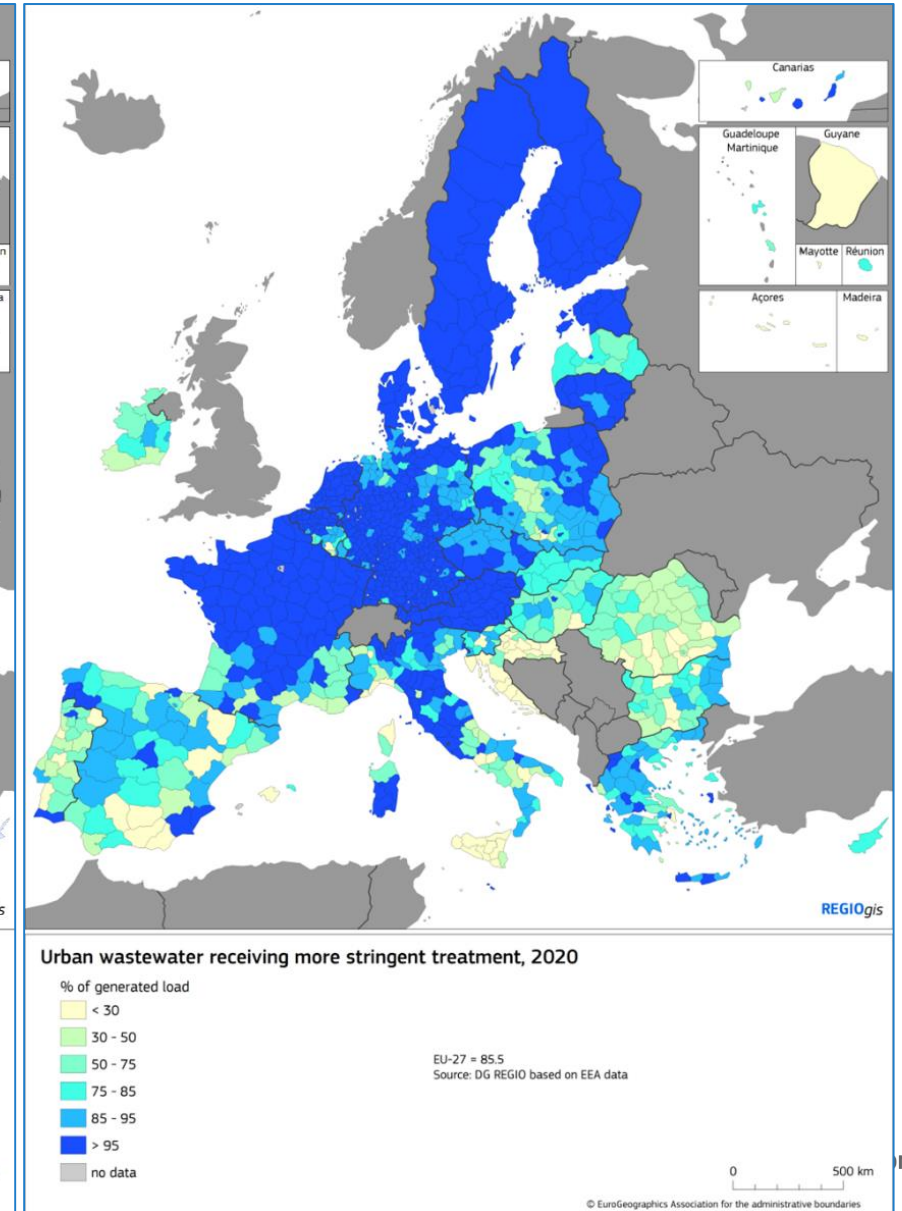 Canarias
Guadeloupe
Martinique
Guyane
Mayotte
Réunion
Açores
Madeira
REGIOgis
Urban wastewater receiving more stringent treatment, 2020
% of generated load
< 30
30 - 50
50 - 75
75 - 85
85 - 95
> 95
no data
EU-27 = 85.5
Source: DG REGIO based on EEA data
0 500 km
© EuroGeographics Association for the administrative boundaries